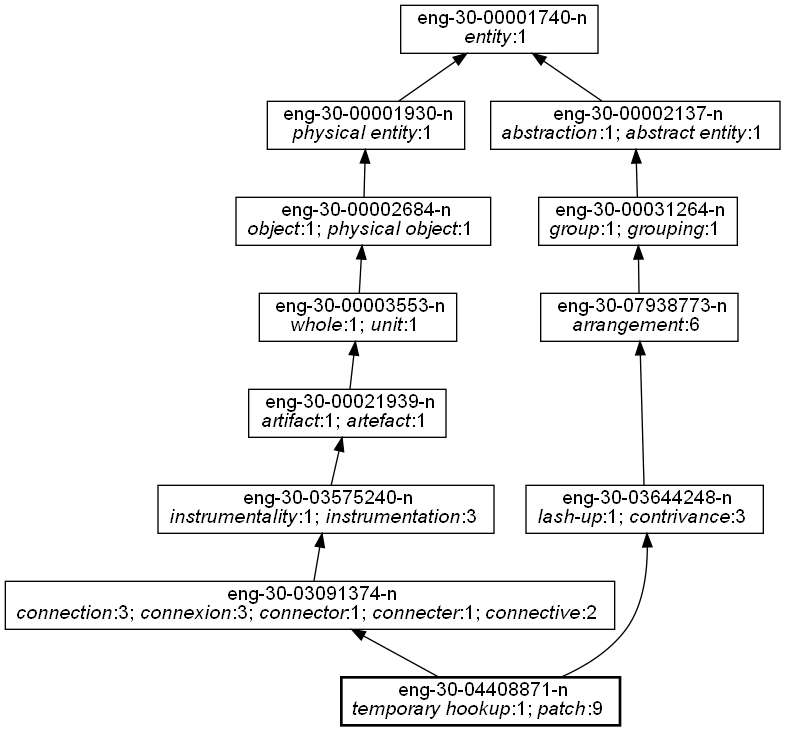 eng-30-00001740-n
entity:1
eng-30-00001930-n
physical entity:1
eng-30-00002137-n
abstraction:1; abstract entity:1
eng-30-00002684-n
object:1; physical object:1
eng-30-00031264-n
group:1; grouping:1
eng-30-00003553-n
whole:1; unit:1
eng-30-07938773-n
arrangement:6
eng-30-00021939-n
artifact:1; artefact:1
eng-30-03575240-n
instrumentality:1; instrumentation:3
eng-30-03644248-n
lash-up:1; contrivance:3
eng-30-03091374-n
connection:3; connexion:3; connector:1; connecter:1; connective:2
eng-30-04408871-n
temporary hookup:1; patch:9